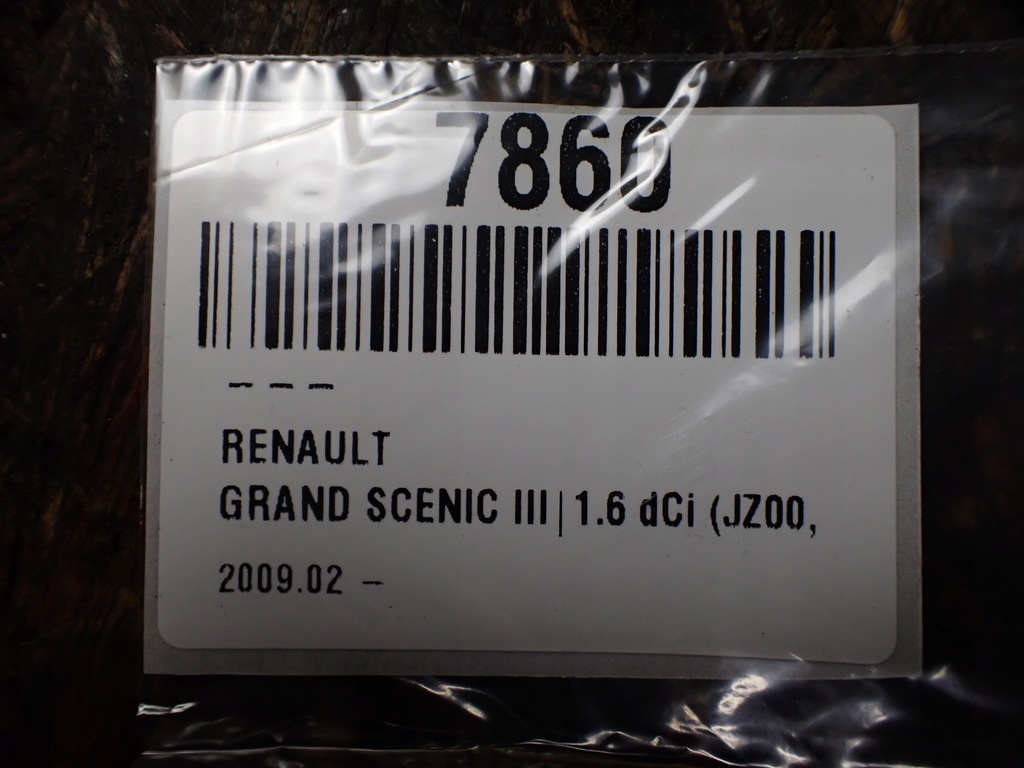 7860
- - -
RENAULT
GRAND SCENIC III | 1.6 dCi (JZ00,
2009.02 -